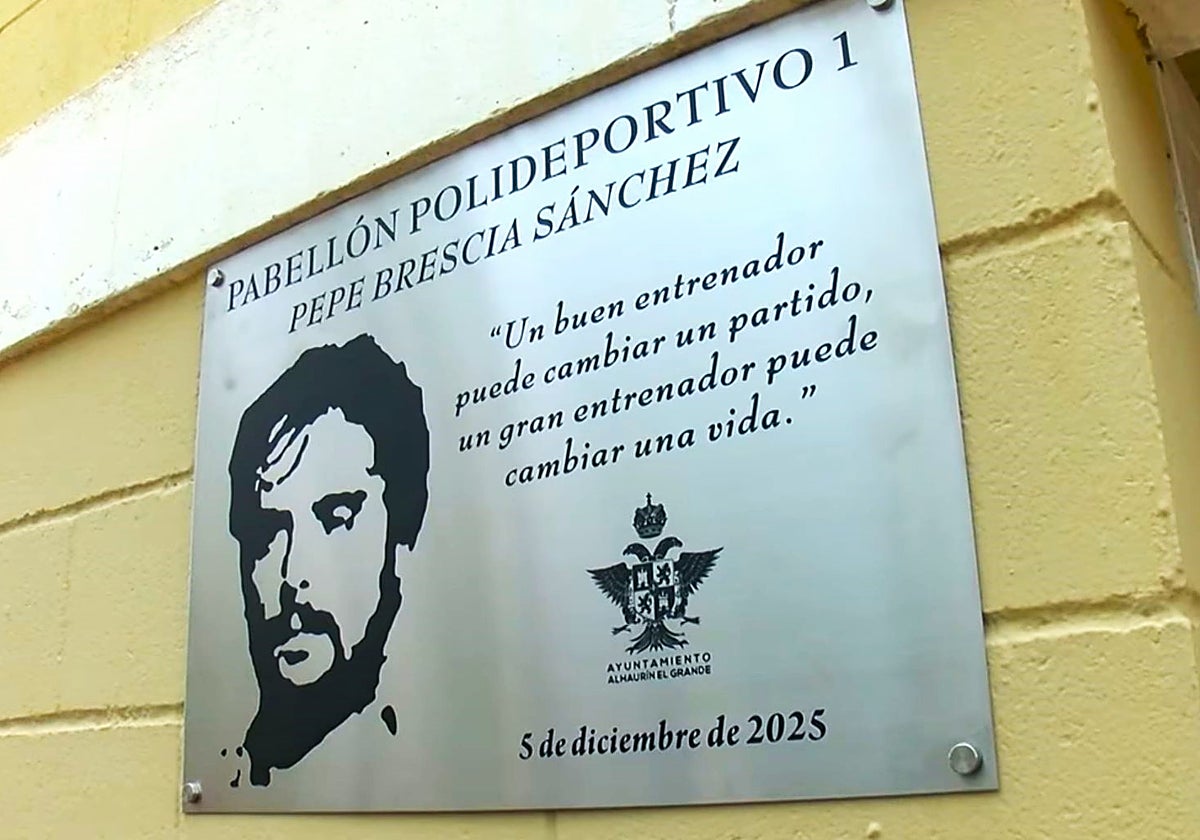 PABELLÓN POLIDEPORTIVO 1
PEPE BRESCIA SÁNCHEZ
“Un buen entrenador
puede cambiar un partido,
un gran entrenador puede
cambiar una vida.”
AYUNTAMIENTO
ALHAURÍN EL GRANDE
5 de diciembre de 2025